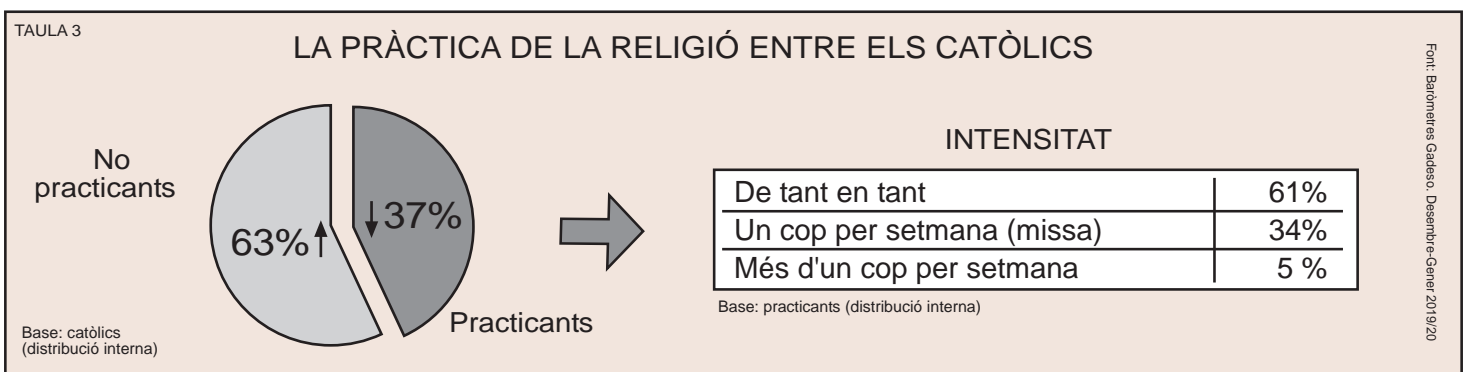 TAULA 3
LA PRÀCTICA DE LA RELIGIÓ ENTRE ELS CATÒLICS
No
practicants
63%
37%
Practicants
Base: catòlics
(distribució interna)
INTENSITAT
De tant en tant 61%
Un cop per setmana (missa) 34%
Més d'un cop per setmana 5 %
Base: practicants (distribució interna)
Font: Baròmetres Gadeso. Desembre-Gener 2019/20